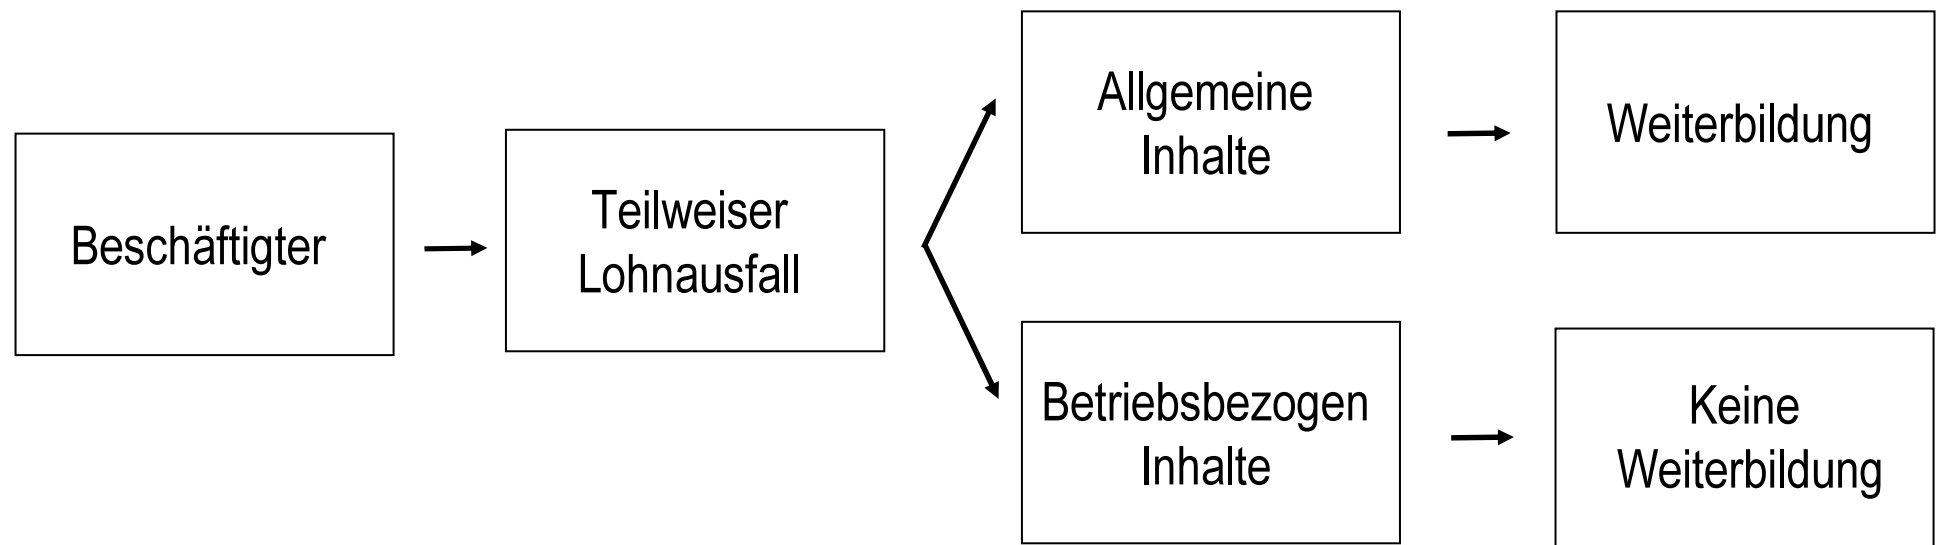 Beschäftigter
Teilweiser
Lohnausfall
Allgemeine
Inhalte
Weiterbildung
Betriebsbezogen
Inhalte
Keine
Weiterbildung